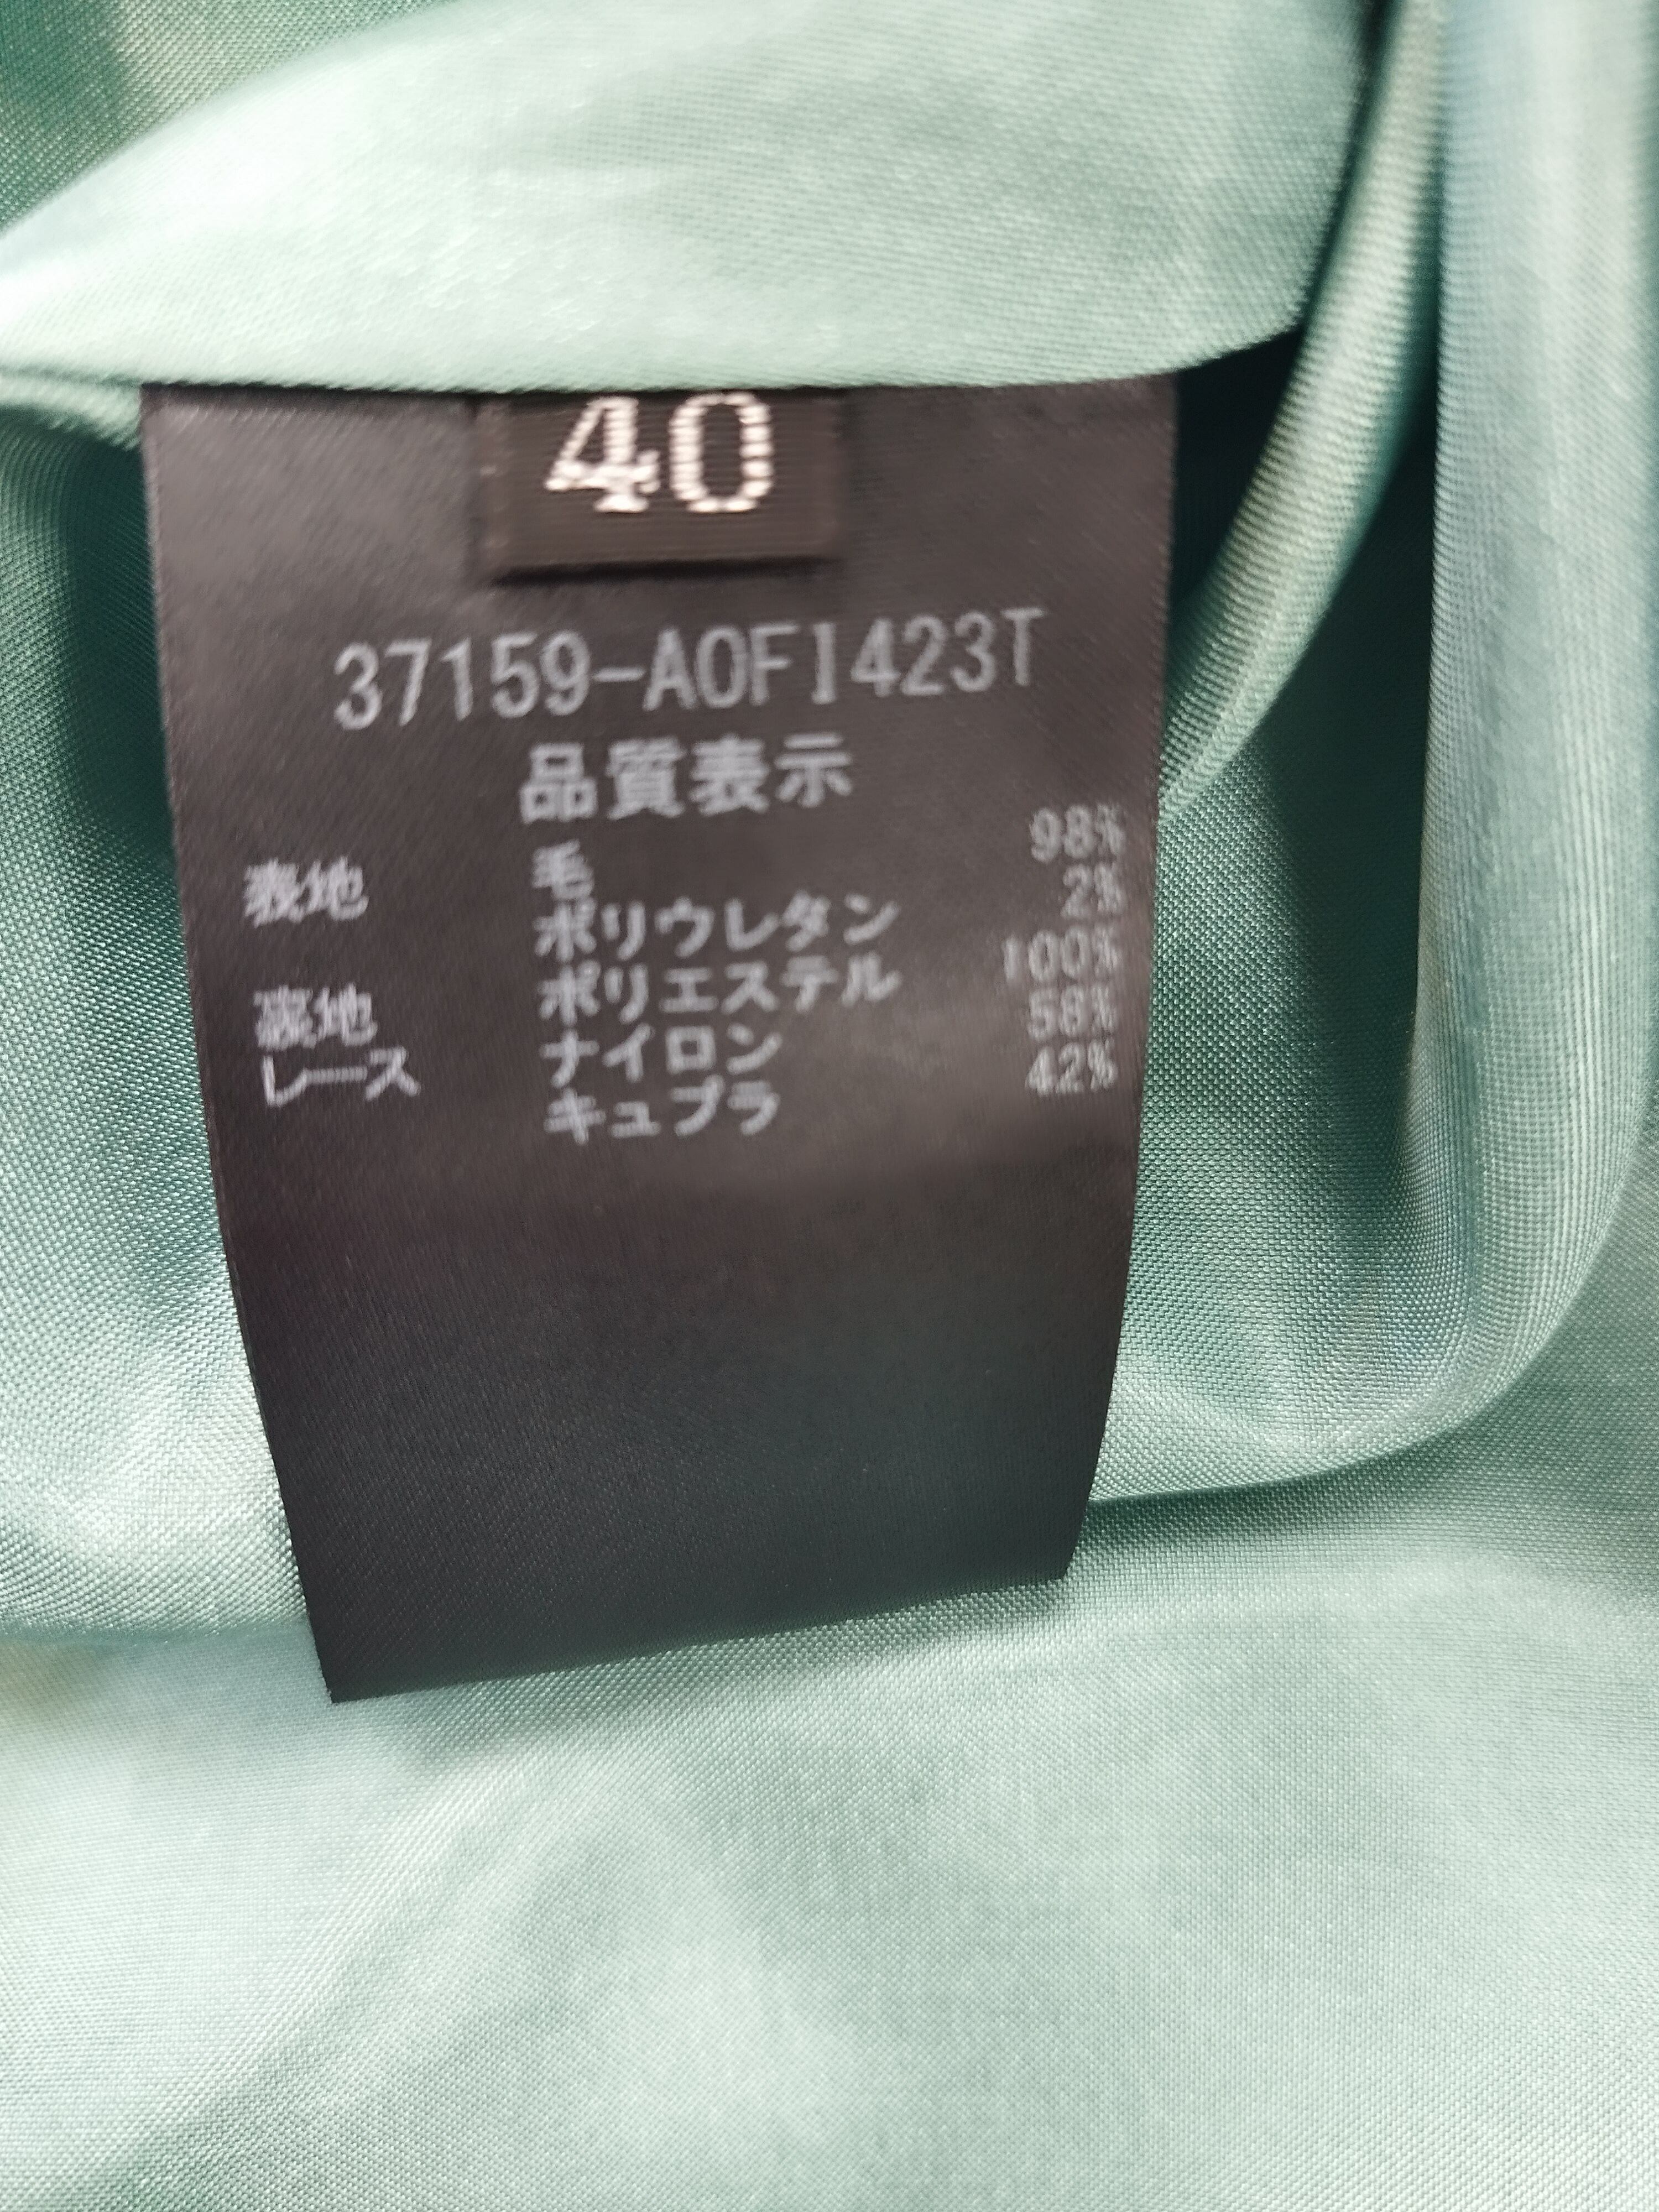 40
37159-AOFI423T
品質表示
表地 毛 98%
ポリウレタン 2%
裏地 ポリエステル 100%
レース ナイロン 58%
キュプラ 42%